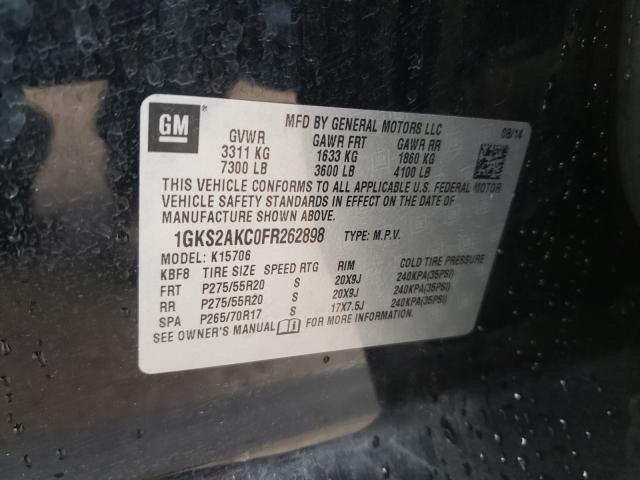 GM
MFD BY GENERAL MOTORS LLC 08/14
GVWR GAWR FRT GAWR RR
3311 KG 1633 KG 1860 KG
7300 LB 3600 LB 4100 LB
THIS VEHICLE CONFORMS TO ALL APPLICABLE U.S. FEDERAL MOTOR
VEHICLE SAFETY STANDARDS IN EFFECT ON THE DATE OF
MANUFACTURE SHOWN ABOVE.
1GKS2AKC0FR262898 TYPE: M.P.V.
MODEL: K15706
KBF8 TIRE SIZE SPEED RTG RIM COLD TIRE PRESSURE
FRT P275/55R20 S 20X9J 240KPA(35PSI)
RR P275/55R20 S 20X9J 240KPA(35PSI)
SPA P265/70R17 S 17X7.5J 240KPA(35PSI)
SEE OWNER'S MANUAL FOR MORE INFORMATION.